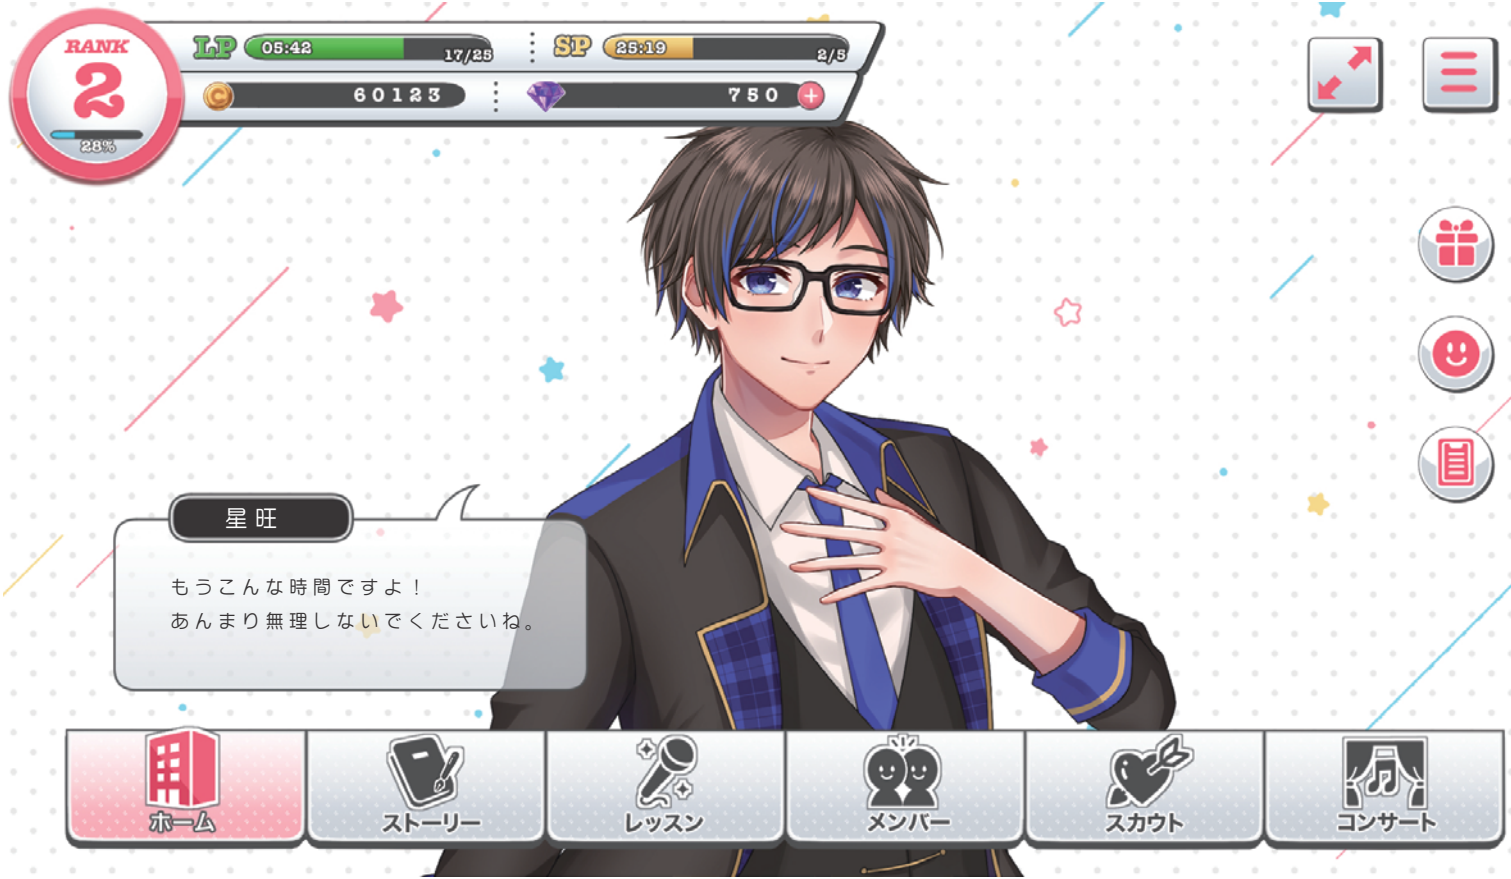 RANK
2
28%
LP 05:42 17/25
SP 25:19 2/5
C 60123
750 +
星旺
もうこんな時間ですよ！
あんまり無理しないでくださいね。
ホーム
ストーリー
レッスン
メンバー
スカウト
コンサート